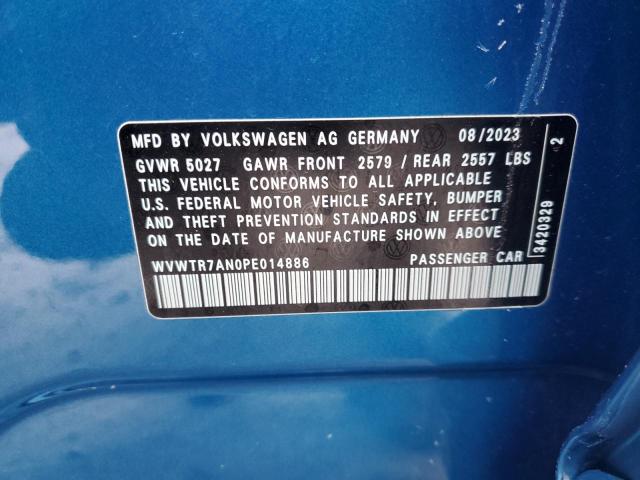 MFD BY VOLKSWAGEN AG GERMANY 08/2023
GVWR 5027 GAWR FRONT 2579 / REAR 2557 LBS
THIS VEHICLE CONFORMS TO ALL APPLICABLE
U.S. FEDERAL MOTOR VEHICLE SAFETY, BUMPER
AND THEFT PREVENTION STANDARDS IN EFFECT
ON THE DATE OF MANUFACTURE SHOWN ABOVE
WVWTR7AN0PE014886 PASSENGER CAR
3420329 2